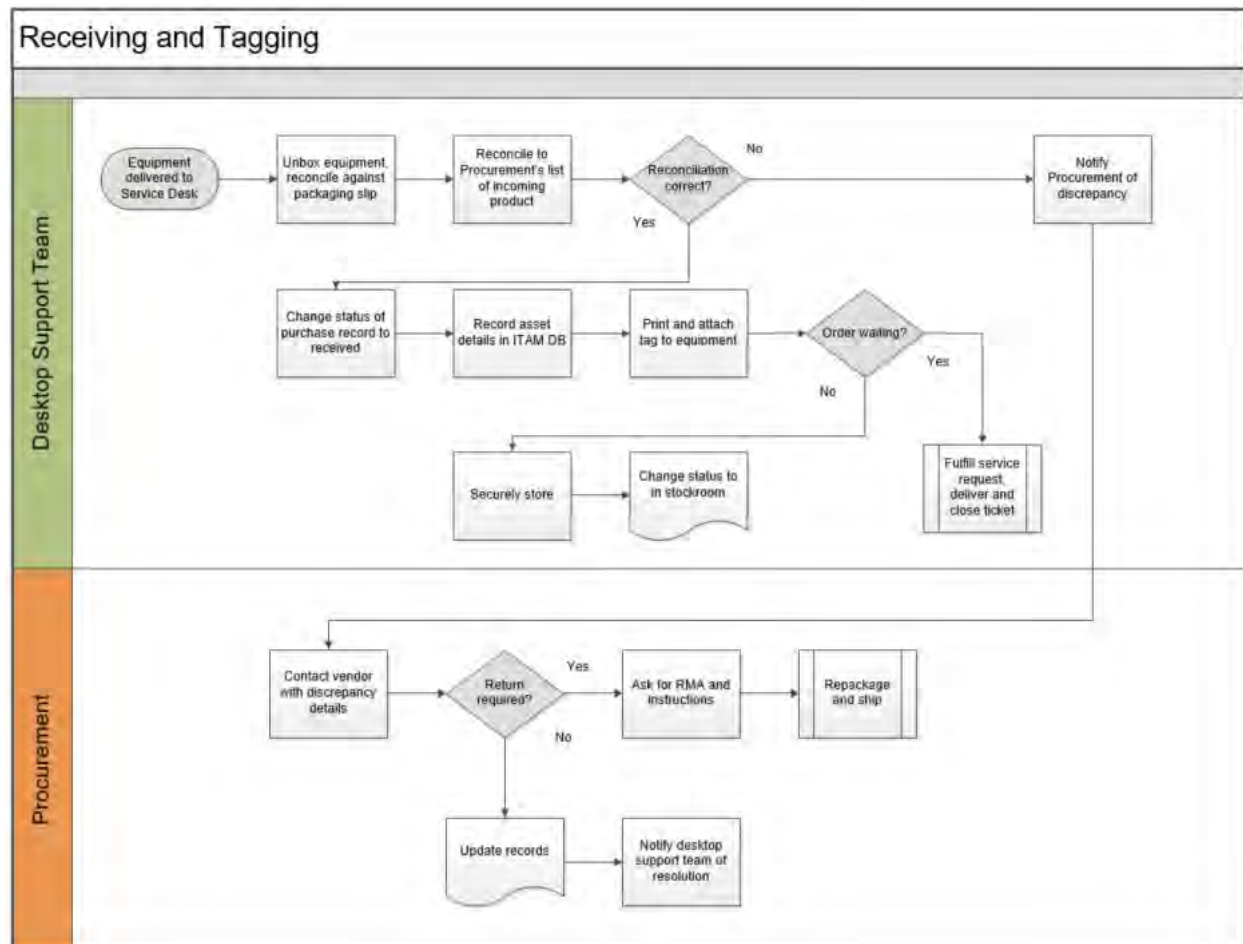 Receiving and Tagging
Desktop Support Team
Equipment
delivered to
Service Desk
Unbox equipment,
reconcile against
packaging slip
Reconcile to
Procurement's list
of incoming
product
Reconciliation
correct?
No
Yes
Notify
Procurement of
discrepancy
Change status of
purchase record to
received
Record asset
details in ITAM DB
Print and attach
tag to equipment
Order waiting?
Yes
No
Securely store
Change status to
in stockroom
Fulfill service
request,
deliver and
close ticket
Procurement
Contact vendor
with discrepancy
details
Return
required?
Yes
No
Ask for RMA and
instructions
Repackage
and ship
Update records
Notify desktop
support team of
resolution